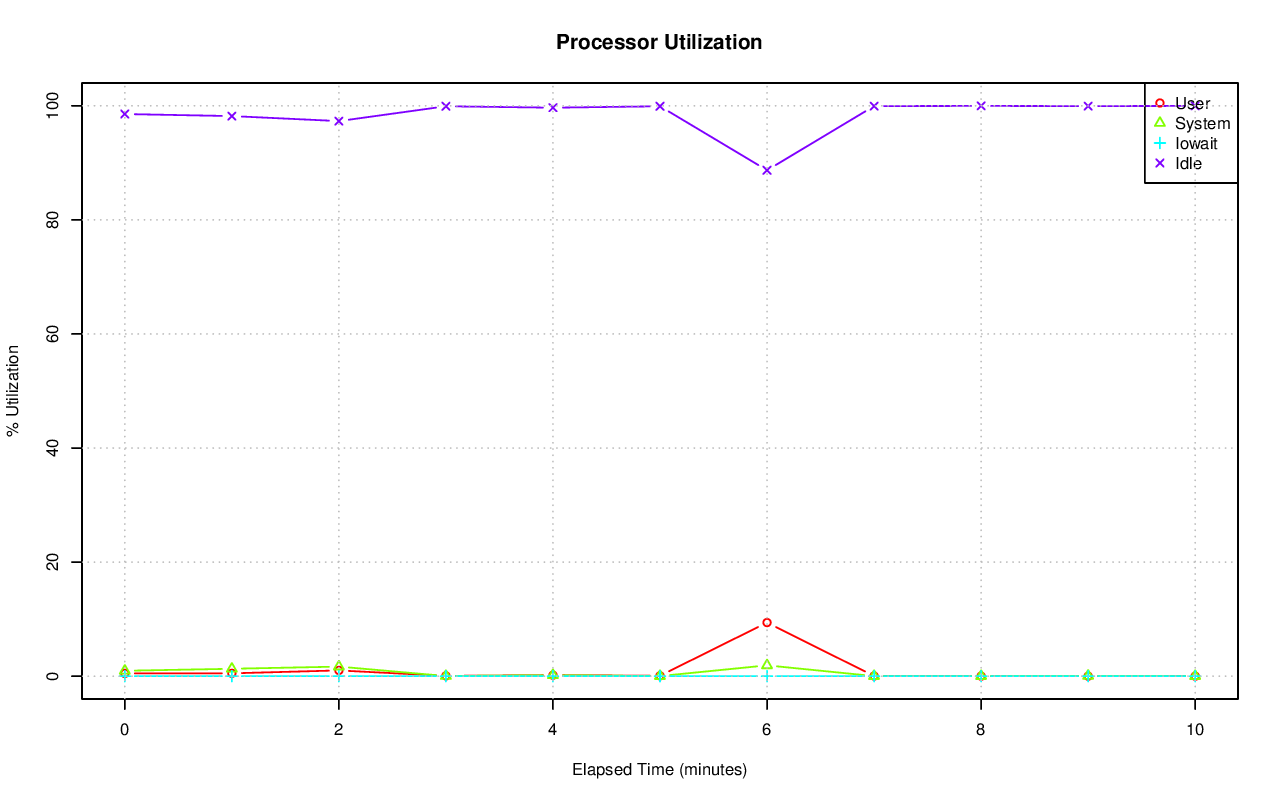 Processor Utilization
% Utilization
100
80
60
40
20
0
User
System
Iowait
Idle
0 2 4 6 8 10
Elapsed Time (minutes)